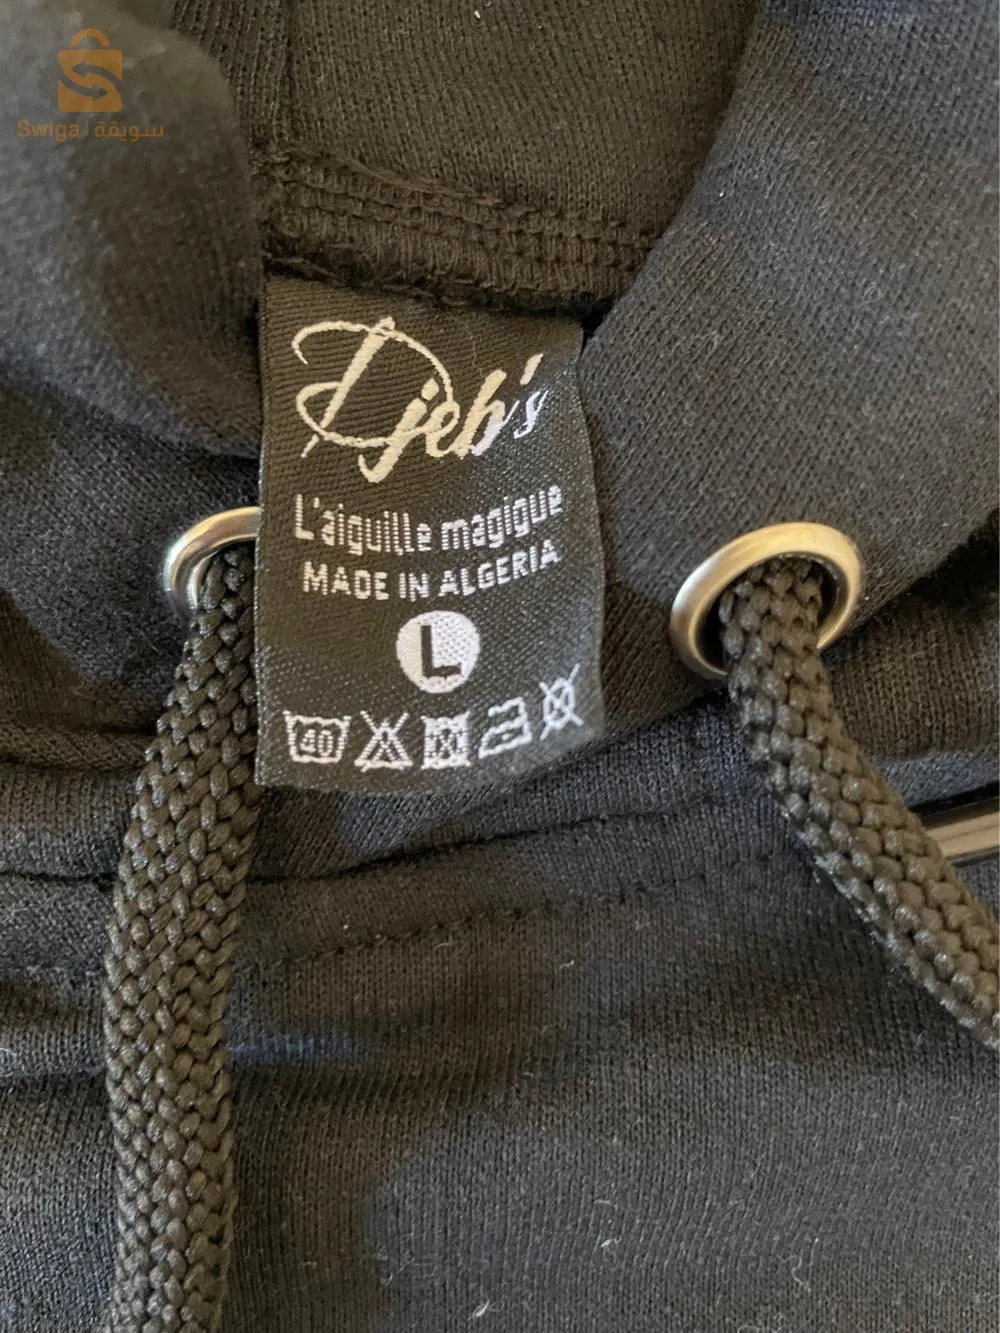 Swiga | سويقة
Djeb's
L'aiguille magique
MADE IN ALGERIA
L
40